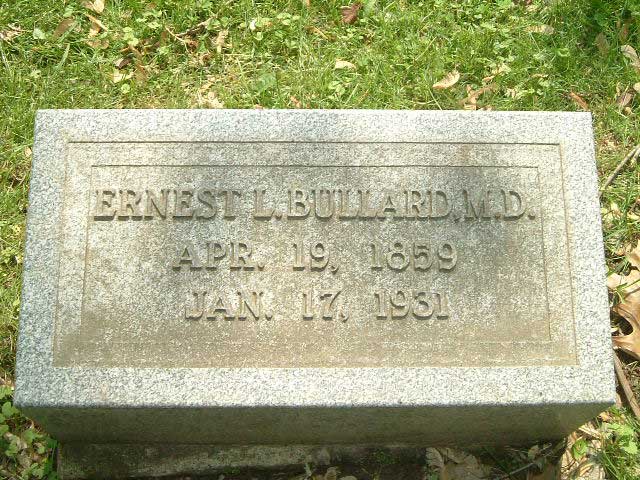 ERNEST L. BULLARD, M.D.
APR. 19, 1859
JAN. 17, 1931